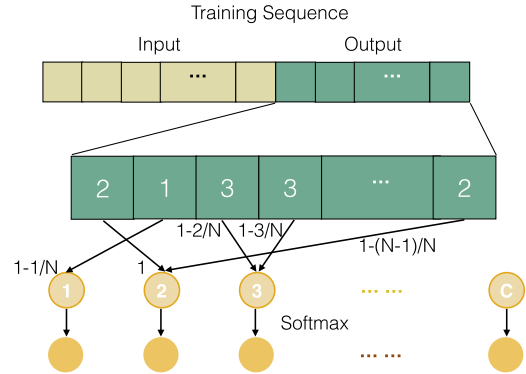 Training Sequence
Input Output
... ...
2 1 3 3 ... 2
1-2/N 1-3/N
1-1/N 1 1-(N-1)/N
1 2 3 ... ... C
Softmax
... ...